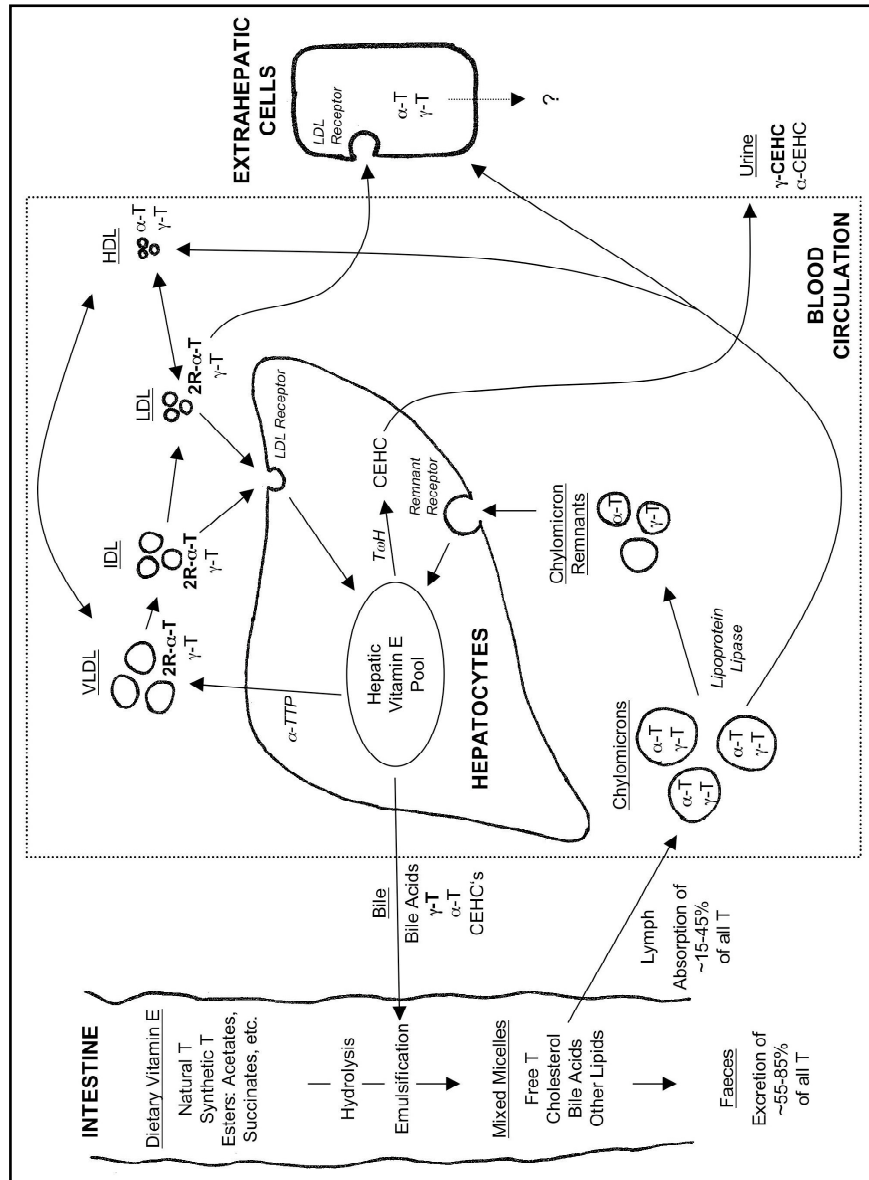 INTESTINE
Dietary Vitamin E
Natural T
Synthetic T
Esters: Acetates,
Succinates, etc.
Hydrolysis
Emulsification
Mixed Micelles
Free T
Cholesterol
Bile Acids
Other Lipids
Faeces
Excretion of
~55-85%
of all T
Bile
Bile Acids
γ-T
α-T
CEHC's
Lymph
Absorption of
~15-45%
of all T
VLDL
2R-α-T
γ-T
IDL
2R-α-T
γ-T
LDL
2R-α-T
γ-T
HDL
α-T
γ-T
α-TTP
LDL Receptor
Hepatic
Vitamin E
Pool
TωH
CEHC
Remnant
Receptor
HEPATOCYTES
Chylomicrons
α-T
γ-T
α-T
γ-T
α-T
γ-T
Lipoprotein
Lipase
Chylomicron
Remnants
α-T
γ-T
BLOOD
CIRCULATION
EXTRAHEPATIC
CELLS
LDL
Receptor
α-T
γ-T
?
Urine
γ-CEHC
α-CEHC